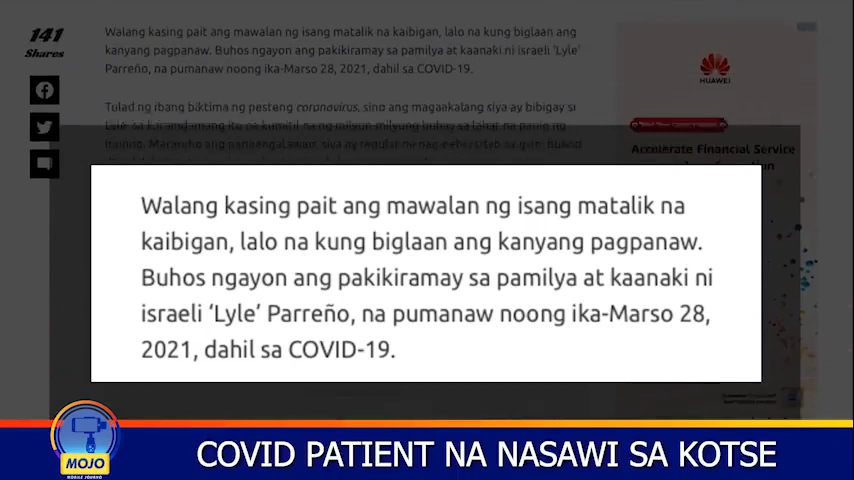 141
Shares
Walang kasing pait ang mawalan ng isang matalik na kaibigan, lalo na kung biglaan ang
kanyang pagpanaw. Buhos ngayon ang pakikiramay sa pamilya at kaanaki ni israeli 'Lyle'
Parreño, na pumanaw noong ika-Marso 28, 2021, dahil sa COVID-19.
Tulad ng ibang biktima ng pesteng coronavirus, sino ang magaakalang siya ay bibigay su
HUAWEI
Accelerate Financial Service
Walang kasing pait ang mawalan ng isang matalik na
kaibigan, lalo na kung biglaan ang kanyang pagpanaw.
Buhos ngayon ang pakikiramay sa pamilya at kaanaki ni
israeli ‘Lyle’ Parreño, na pumanaw noong ika-Marso 28,
2021, dahil sa COVID-19.
MOJO
MOBILE JOURNO
COVID PATIENT NA NASAWI SA KOTSE